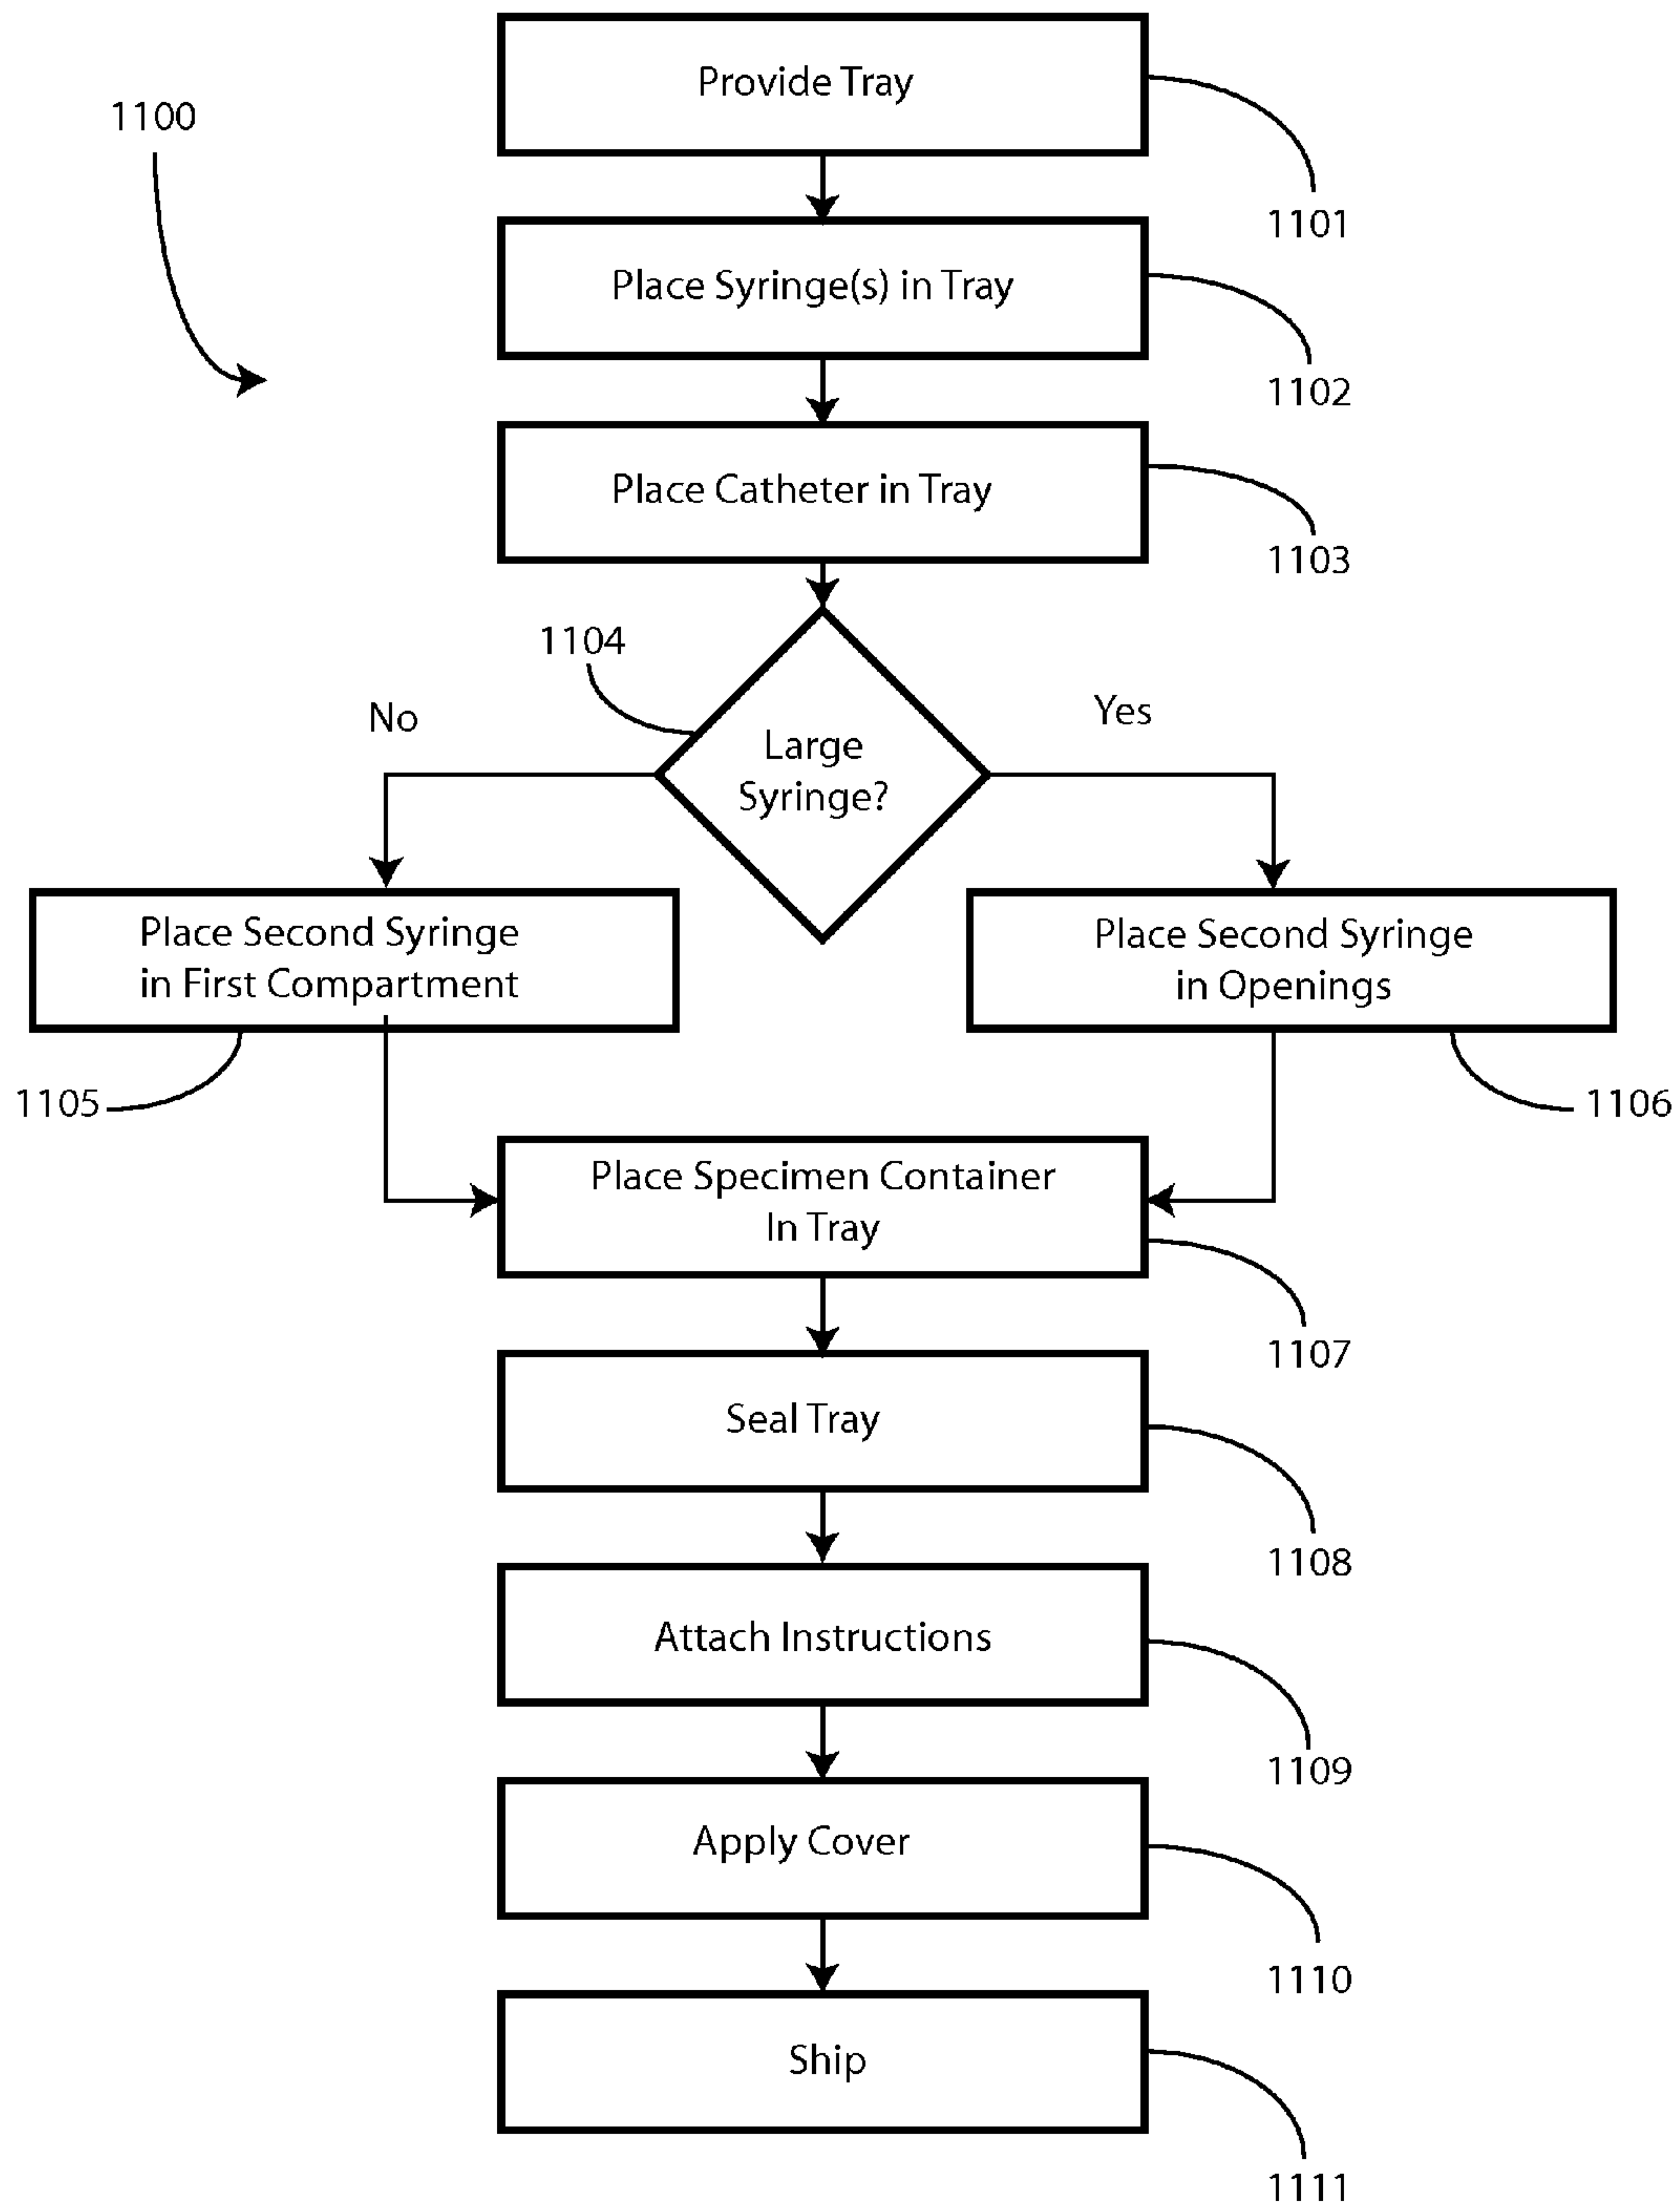 Provide Tray
1100
1101
Place Syringe(s) in Tray
1102
Place Catheter in Tray
1103
1104
No
Yes
Large
Syringe?
Place Second Syringe
in First Compartment
Place Second Syringe
in Openings
1105
1106
Place Specimen Container
In Tray
1107
Seal Tray
1108
Attach Instructions
1109
Apply Cover
1110
Ship
1111